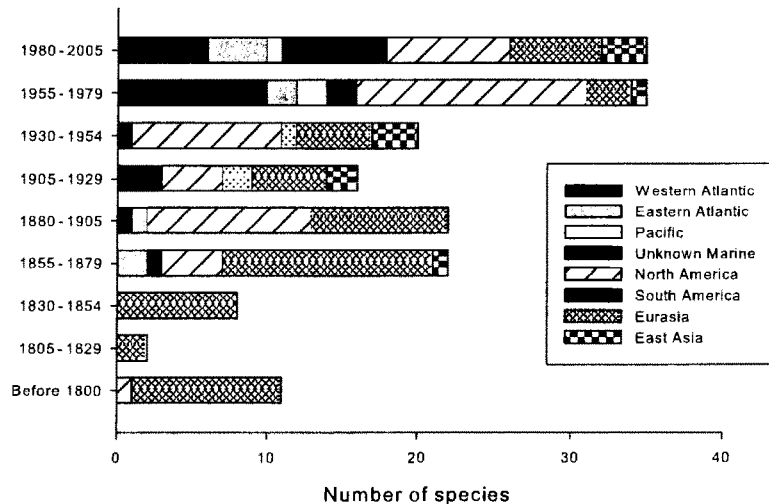 1980-2005
1955-1979
1930-1954
1905-1929
1880-1905
1855-1879
1830-1854
1805-1829
Before 1800
0 10 20 30 40
Number of species
Western Atlantic
Eastern Atlantic
Pacific
Unknown Marine
North America
South America
Eurasia
East Asia